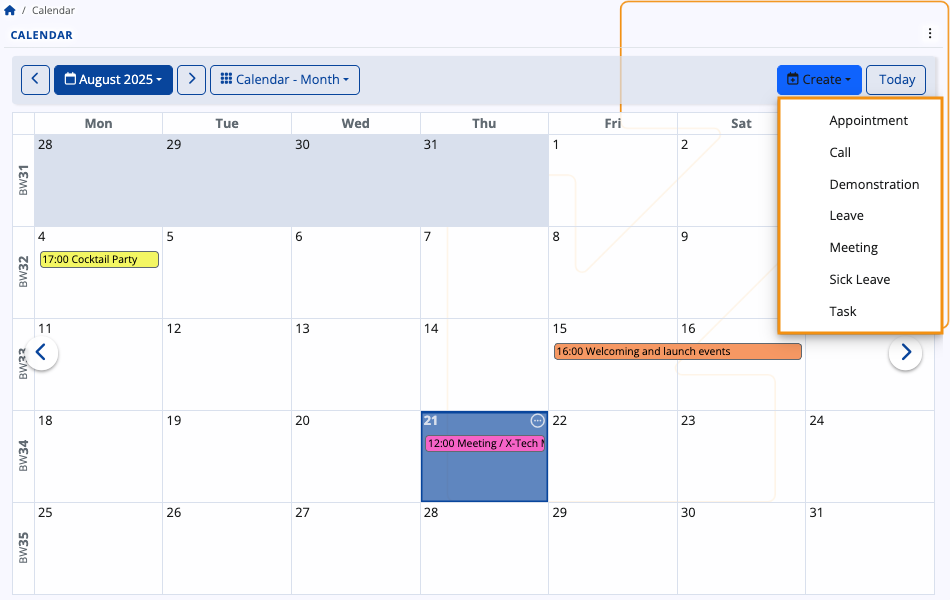 / Calendar
CALENDAR
August 2025 Calendar - Month Create Today
Appointment
Call
Demonstration
Leave
Meeting
Sick Leave
Task
Mon Tue Wed Thu Fri Sat
BW31 28 29 30 31 1 2
BW32 4 5 6 7 8 9
17:00 Cocktail Party
BW33 11 12 13 14 15 16
16:00 Welcoming and launch events
BW34 18 19 20 21 22 23 24
12:00 Meeting / X-Tech
BW35 25 26 27 28 29 30 31